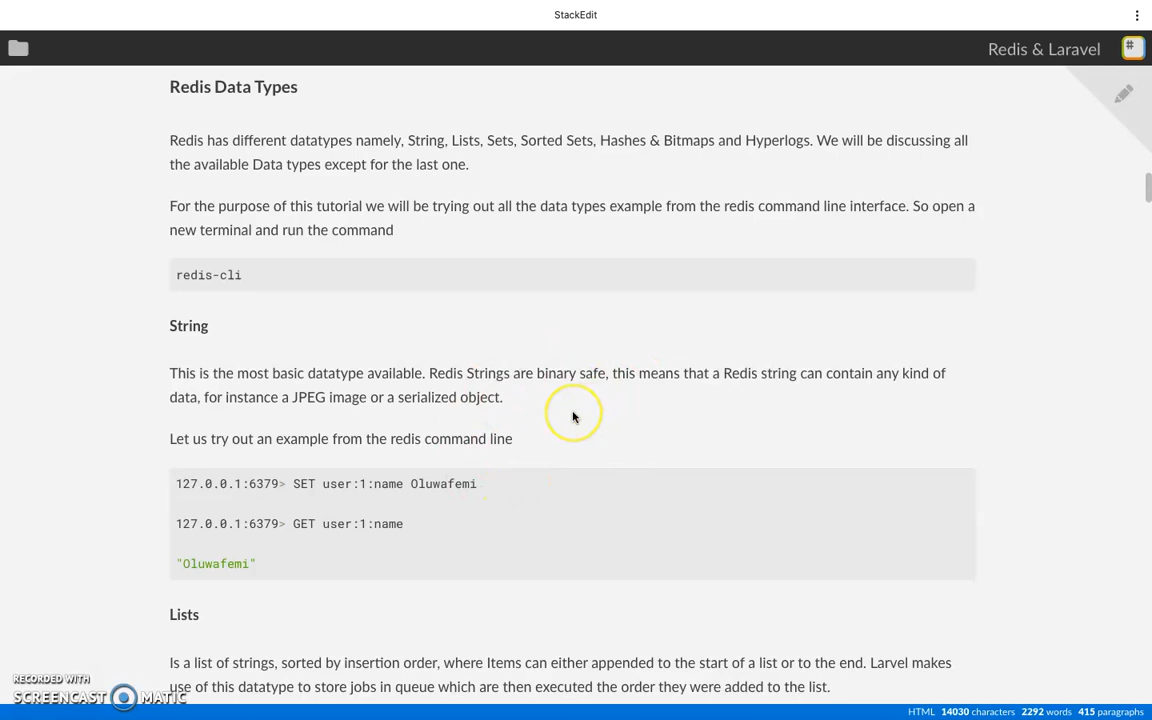 StackEdit
Redis & Laravel
#
Redis Data Types
Redis has different datatypes namely, String, Lists, Sets, Sorted Sets, Hashes & Bitmaps and Hyperlogs. We will be discussing all
the available Data types except for the last one.
For the purpose of this tutorial we will be trying out all the data types example from the redis command line interface. So open a
new terminal and run the command
redis-cli
String
This is the most basic datatype available. Redis Strings are binary safe, this means that a Redis string can contain any kind of
data, for instance a JPEG image or a serialized object.
Let us try out an example from the redis command line
127.0.0.1:6379> SET user:1:name Oluwafemi
127.0.0.1:6379> GET user:1:name
"Oluwafemi"
Lists
Is a list of strings, sorted by insertion order, where Items can either appended to the start of a list or to the end. Larvel makes
use of this datatype to store jobs in queue which are then executed the order they were added to the list.
RECORDED WITH
SCREENCAST MATIC
HTML 14030 characters 2292 words 415 paragraphs